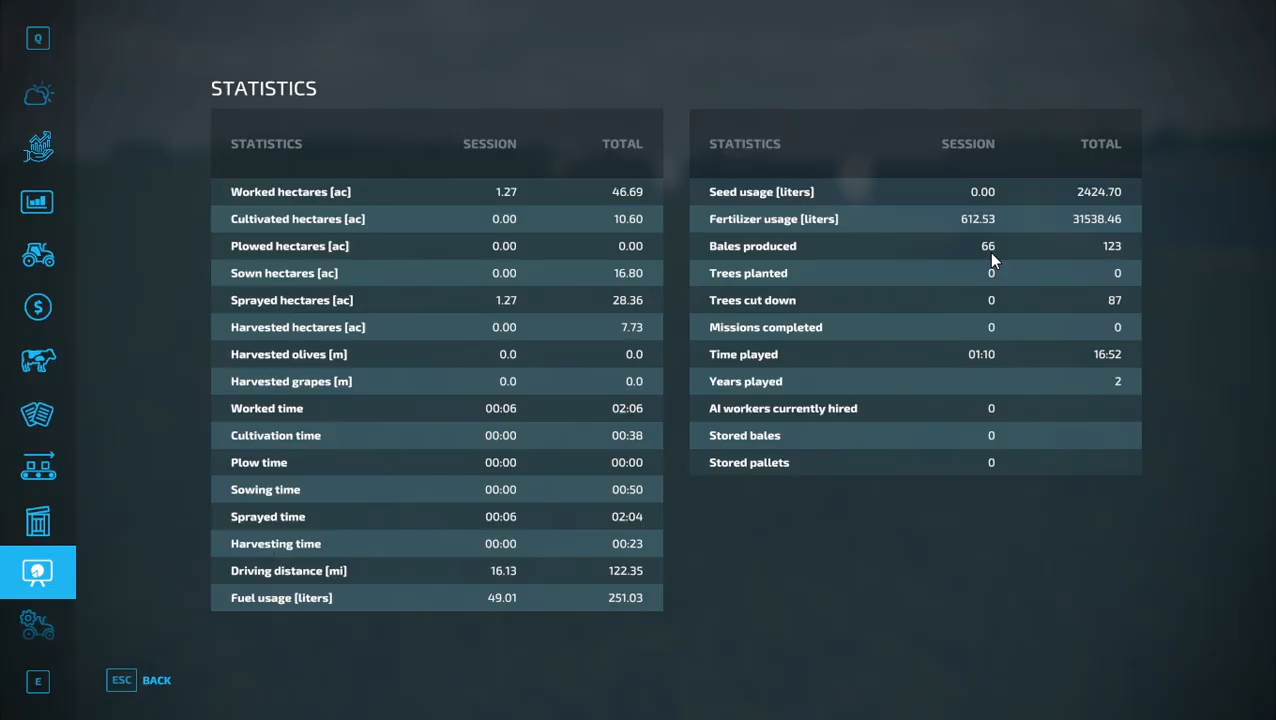 Q
STATISTICS
STATISTICS SESSION TOTAL
Worked hectares [ac] 1.27 46.69
Cultivated hectares [ac] 0.00 10.60
Plowed hectares [ac] 0.00 0.00
Sown hectares [ac] 0.00 16.80
Sprayed hectares [ac] 1.27 28.36
Harvested hectares [ac] 0.00 7.73
Harvested olives [m] 0.0 0.0
Harvested grapes [m] 0.0 0.0
Worked time 00:06 02:06
Cultivation time 00:00 00:38
Plow time 00:00 00:00
Sowing time 00:00 00:50
Sprayed time 00:06 02:04
Harvesting time 00:00 00:23
Driving distance [mi] 16.13 122.35
Fuel usage [liters] 49.01 251.03
STATISTICS SESSION TOTAL
Seed usage [liters] 0.00 2424.70
Fertilizer usage [liters] 612.53 31538.46
Bales produced 66 123
Trees planted 0 0
Trees cut down 0 87
Missions completed 0 0
Time played 01:10 16:52
Years played 2
AI workers currently hired 0
Stored bales 0
Stored pallets 0
E
ESC BACK